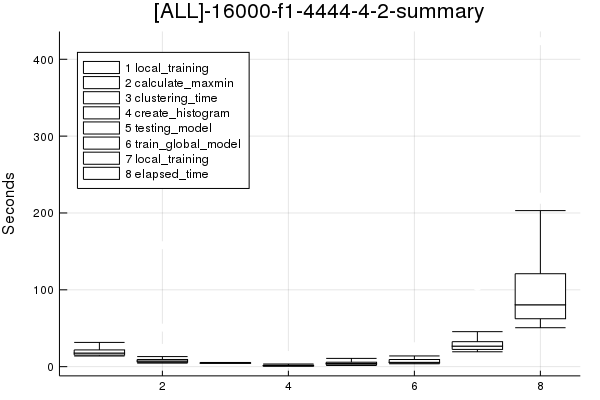 [ALL]-16000-f1-4444-4-2-summary
400
300
200
100
0
Seconds
1 local_training
2 calculate_maxmin
3 clustering_time
4 create_histogram
5 testing_model
6 train_global_model
7 local_training
8 elapsed_time
2 4 6 8